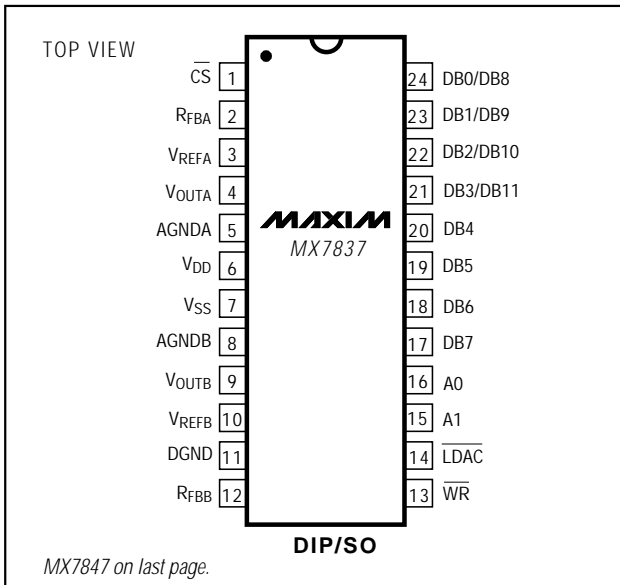 TOP VIEW
C̅S̅ 1
RFBA 2
VREFA 3
VOUTA 4
AGNDA 5
VDD 6
VSS 7
AGNDB 8
VOUTB 9
VREFB 10
DGND 11
RFBB 12
MAXIM
MX7837
24 DB0/DB8
23 DB1/DB9
22 DB2/DB10
21 DB3/DB11
20 DB4
19 DB5
18 DB6
17 DB7
16 A0
15 A1
14 L̅D̅A̅C̅
13 W̅R̅
DIP/SO
MX7847 on last page.